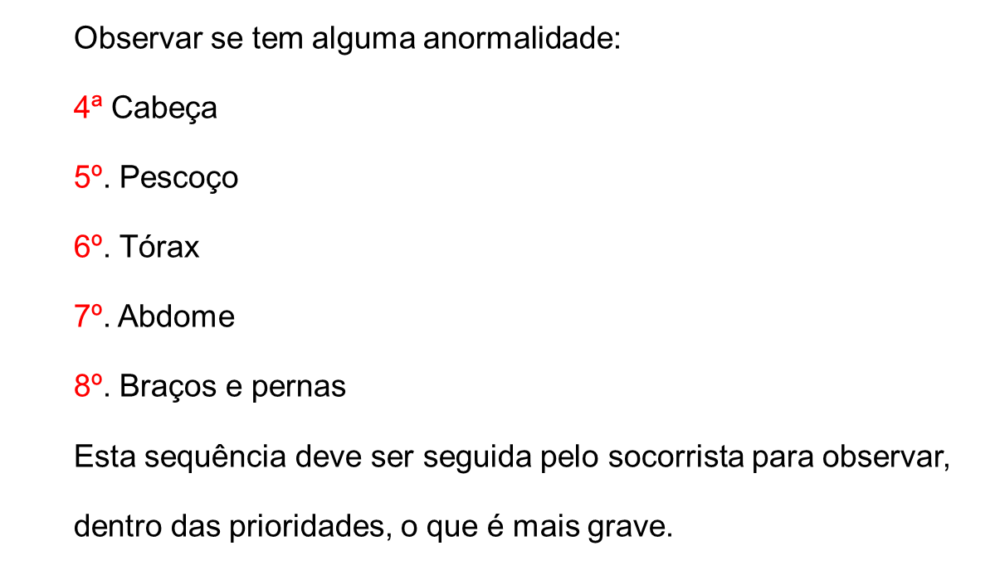 Observar se tem alguma anormalidade:
4ª Cabeça
5º. Pescoço
6º. Tórax
7º. Abdome
8º. Braços e pernas
Esta sequência deve ser seguida pelo socorrista para observar,
dentro das prioridades, o que é mais grave.